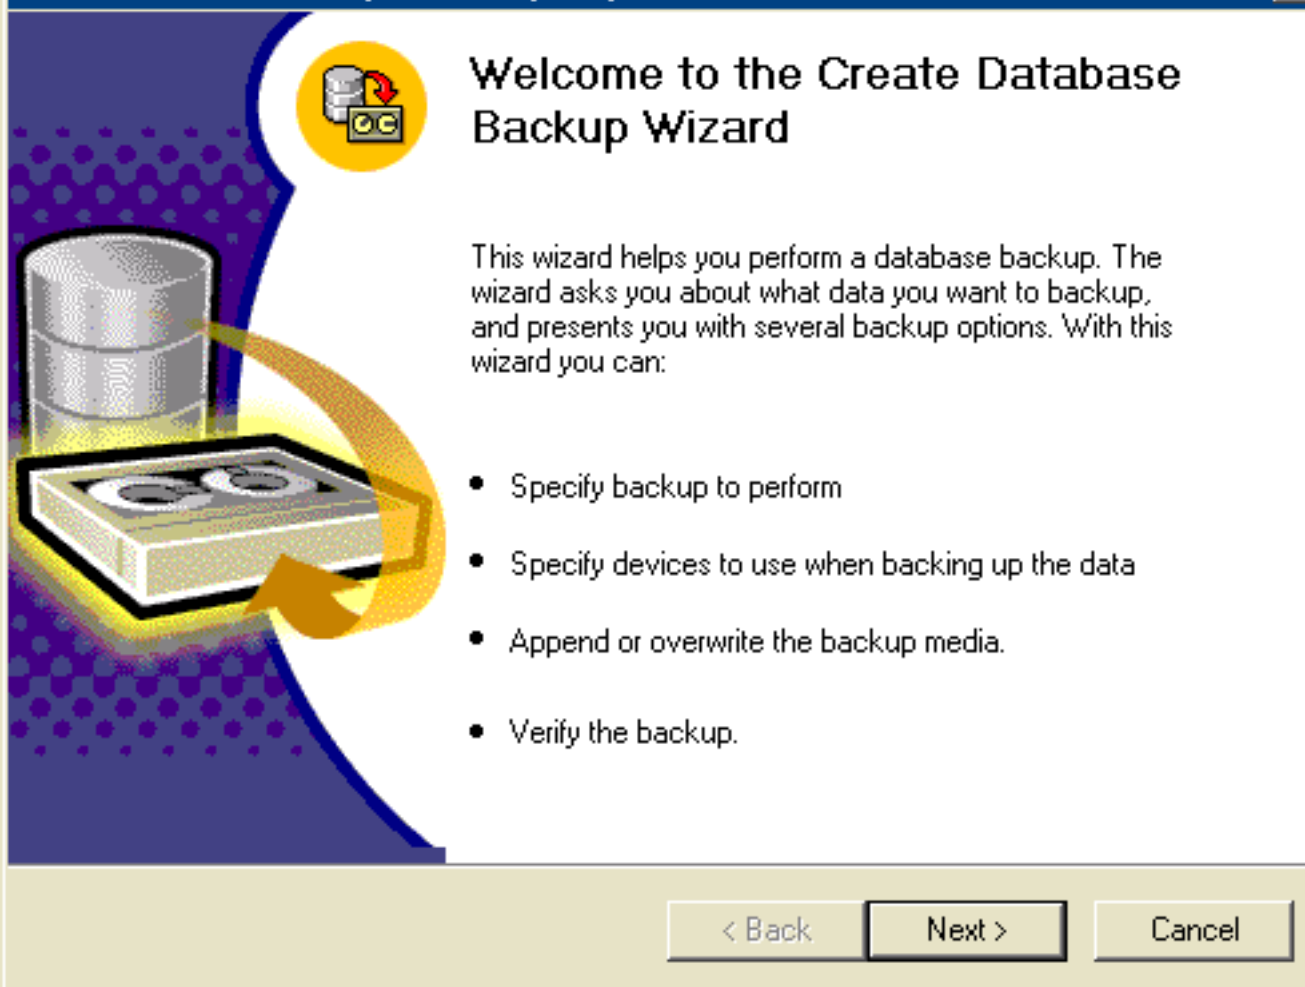 Welcome to the Create Database
Backup Wizard
This wizard helps you perform a database backup. The
wizard asks you about what data you want to backup,
and presents you with several backup options. With this
wizard you can:
• Specify backup to perform
• Specify devices to use when backing up the data
• Append or overwrite the backup media.
• Verify the backup.
< Back
Next >
Cancel